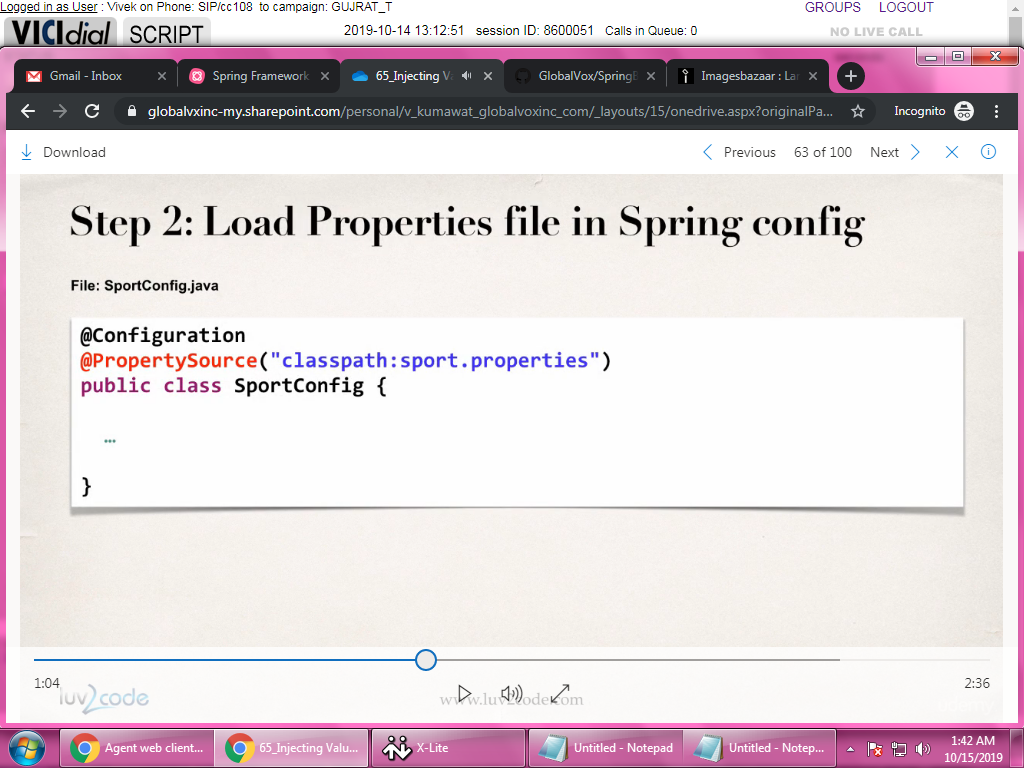 Logged in as User : Vivek on Phone: SIP/cc108 to campaign: GUJRAT_T
GROUPS LOGOUT
VICIdial SCRIPT
2019-10-14 13:12:51 session ID: 8600051 Calls in Queue: 0
NO LIVE CALL
Gmail - Inbox
Spring Framework
65_Injecting Va
GlobalVox/SpringB
Imagesbazaar : Lar
globalvxinc-my.sharepoint.com/personal/v_kumawat_globalvoxinc_com/_layouts/15/onedrive.aspx?originalPa...
Incognito
Download
Previous 63 of 100 Next
Step 2: Load Properties file in Spring config
File: SportConfig.java
@Configuration
@PropertySource("classpath:sport.properties")
public class SportConfig {
…
}
1:04
2:36
luv2code
www.luv2code.com
Agent web client...
65_Injecting Valu...
X-Lite
Untitled - Notepad
Untitled - Notep...
1:42 AM
10/15/2019